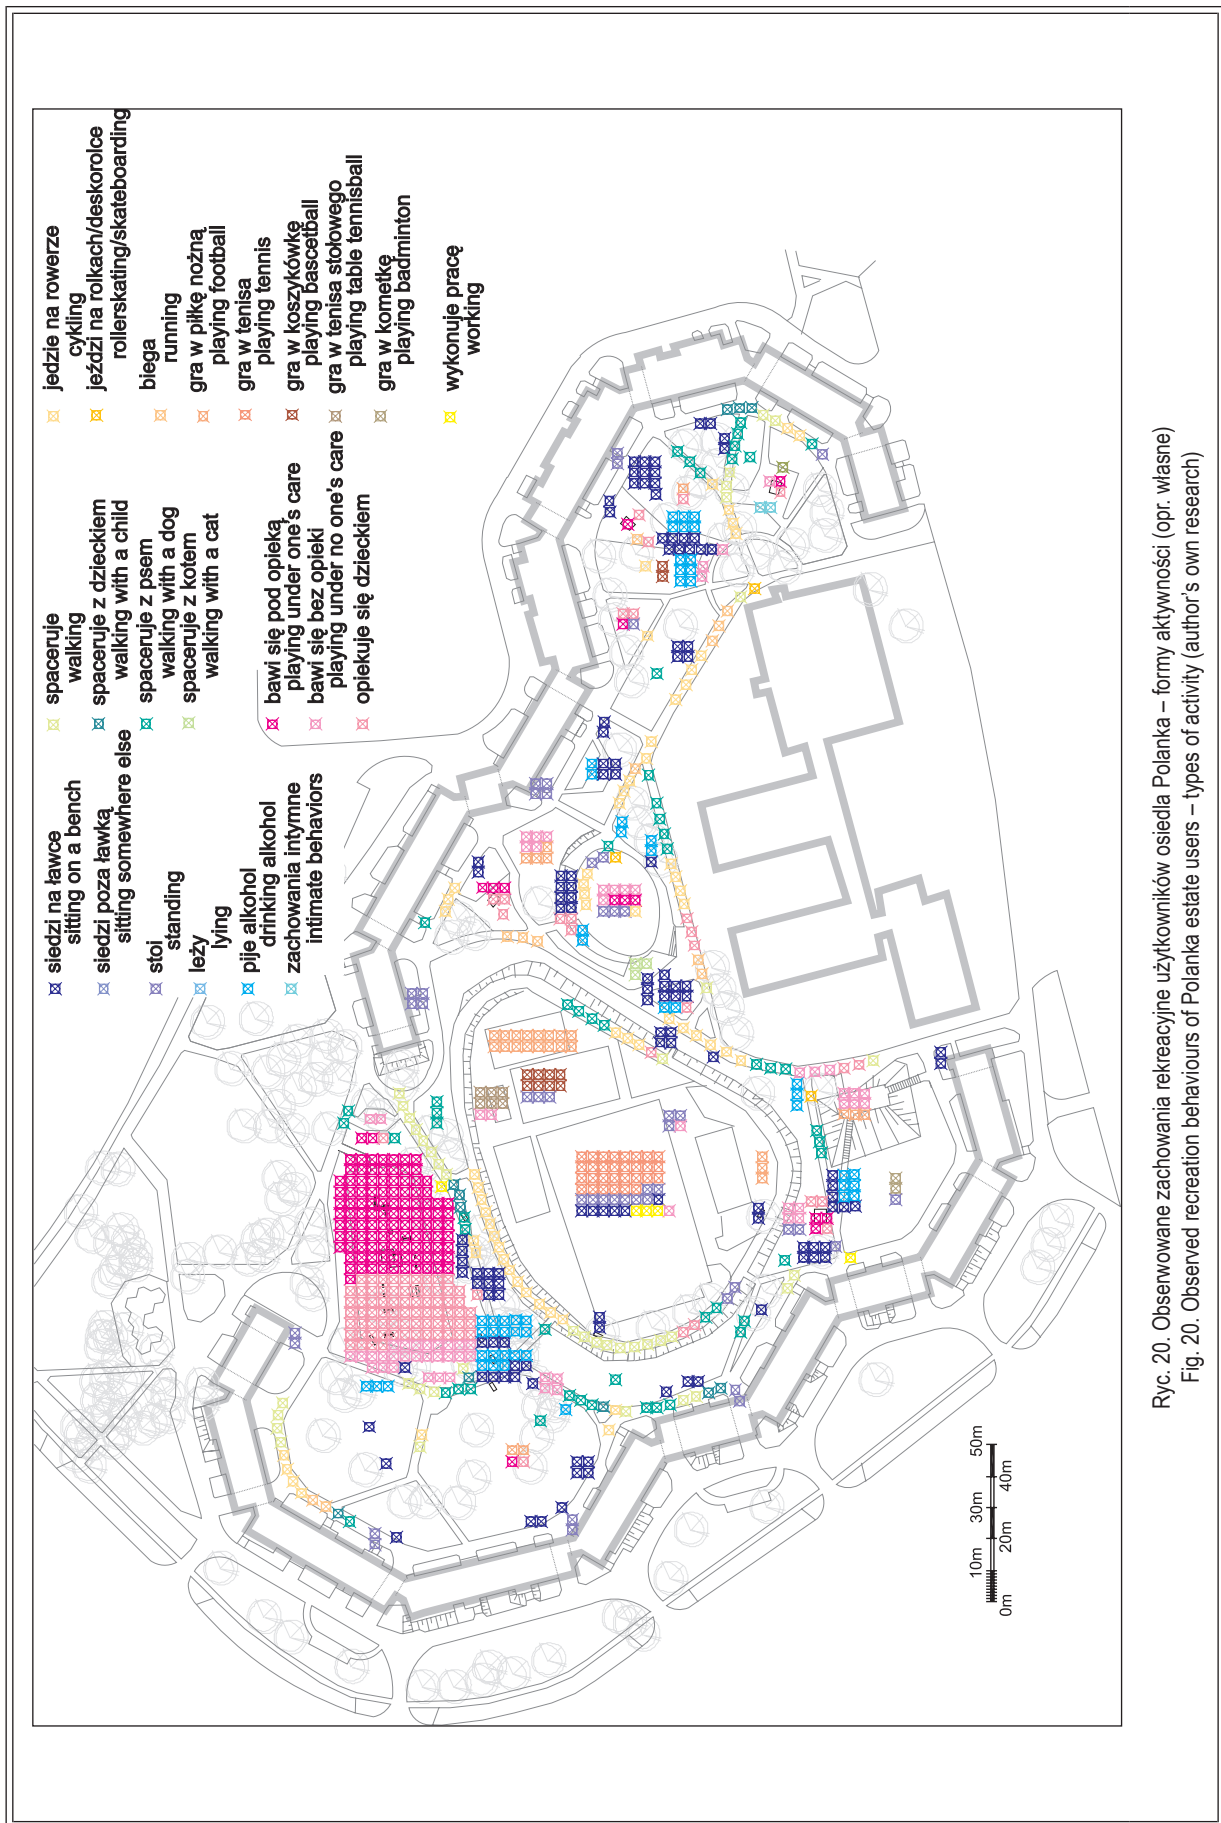 siedzi na ławce
sitting on a bench
siedzi poza ławką
sitting somewhere else
stoi
standing
leży
lying
pije alkohol
drinking alcohol
zachowania intymne
intimate behaviors
spaceruje
walking
spaceruje z dzieckiem
walking with a child
spaceruje z psem
walking with a dog
spaceruje z kotem
walking with a cat
bawi się pod opieką
playing under one's care
bawi się bez opieki
playing under no one's care
opiekuje się dzieckiem
jedzie na rowerze
cykling
jeździ na rolkach/deskorolce
rollerskating/skateboarding
biega
running
gra w piłkę nożną
playing football
gra w tenisa
playing tennis
gra w koszykówkę
playing bascetball
gra w tenisa stołowego
playing table tennisball
gra w kometkę
playing badminton
wykonuje pracę
working
0m 10m 20m 30m 40m 50m
Ryc. 20. Obserwowane zachowania rekreacyjne użytkowników osiedla Polanka – formy aktywności (opr. własne)
Fig. 20. Observed recreation behaviours of Polanka estate users – types of activity (author's own research)